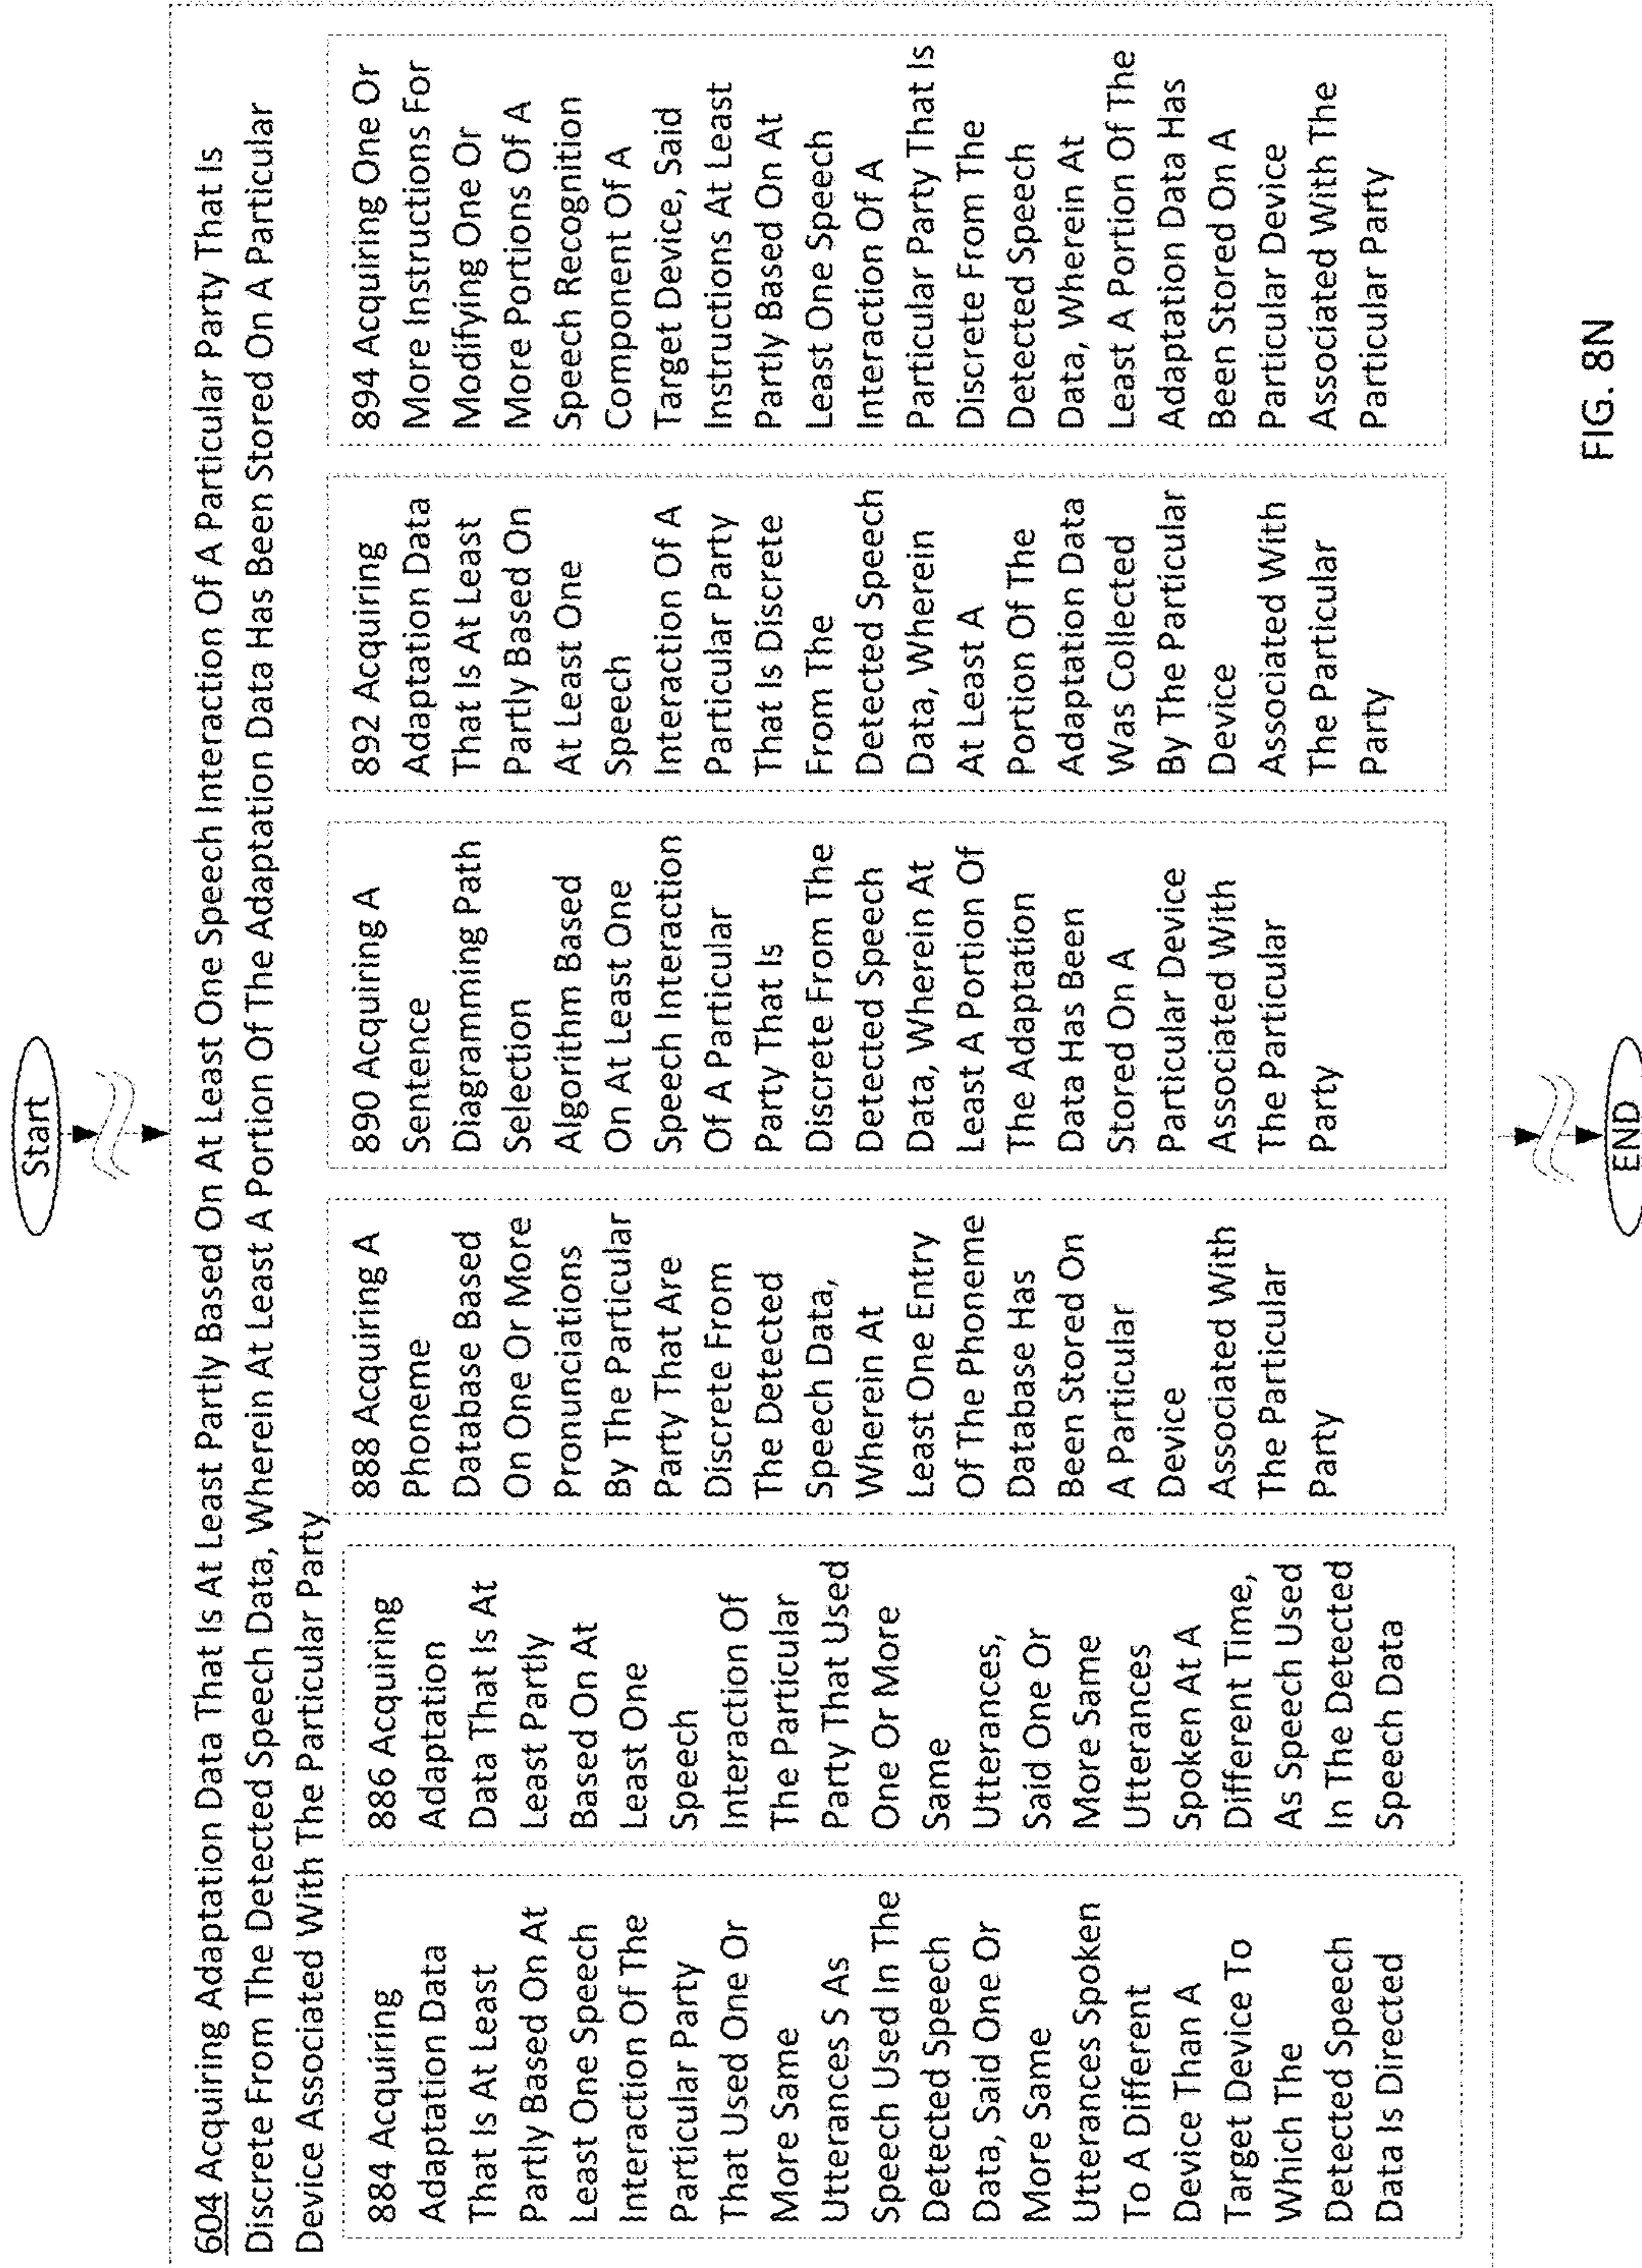 Start
604 Acquiring Adaptation Data That Is At Least Partly Based On At Least One Speech Interaction Of A Particular Party That Is
Discrete From The Detected Speech Data, Wherein At Least A Portion Of The Adaptation Data Has Been Stored On A Particular
Device Associated With The Particular Party
884 Acquiring
Adaptation Data
That Is At Least
Partly Based On At
Least One Speech
Interaction Of The
Particular Party
That Used One Or
More Same
Utterances S As
Speech Used In The
Detected Speech
Data, Said One Or
More Same
Utterances Spoken
To A Different
Device Than A
Target Device To
Which The
Detected Speech
Data Is Directed
886 Acquiring
Adaptation
Data That Is At
Least Partly
Based On At
Least One
Speech
Interaction Of
The Particular
Party That Used
One Or More
Same
Utterances,
Said One Or
More Same
Utterances
Spoken At A
Different Time,
As Speech Used
In The Detected
Speech Data
888 Acquiring A
Phoneme
Database Based
On One Or More
Pronunciations
By The Particular
Party That Are
Discrete From
The Detected
Speech Data,
Wherein At
Least One Entry
Of The Phoneme
Database Has
Been Stored On
A Particular
Device
Associated With
The Particular
Party
890 Acquiring A
Sentence
Diagramming Path
Selection
Algorithm Based
On At Least One
Speech Interaction
Of A Particular
Party That Is
Discrete From The
Detected Speech
Data, Wherein At
Least A Portion Of
The Adaptation
Data Has Been
Stored On A
Particular Device
Associated With
The Particular
Party
892 Acquiring
Adaptation Data
That Is At Least
Partly Based On
At Least One
Speech
Interaction Of A
Particular Party
That Is Discrete
From The
Detected Speech
Data, Wherein
At Least A
Portion Of The
Adaptation Data
Was Collected
By The Particular
Device
Associated With
The Particular
Party
894 Acquiring One Or
More Instructions For
Modifying One Or
More Portions Of A
Speech Recognition
Component Of A
Target Device, Said
Instructions At Least
Partly Based On At
Least One Speech
Interaction Of A
Particular Party That Is
Discrete From The
Detected Speech
Data, Wherein At
Least A Portion Of The
Adaptation Data Has
Been Stored On A
Particular Device
Associated With The
Particular Party
END
FIG. 8N